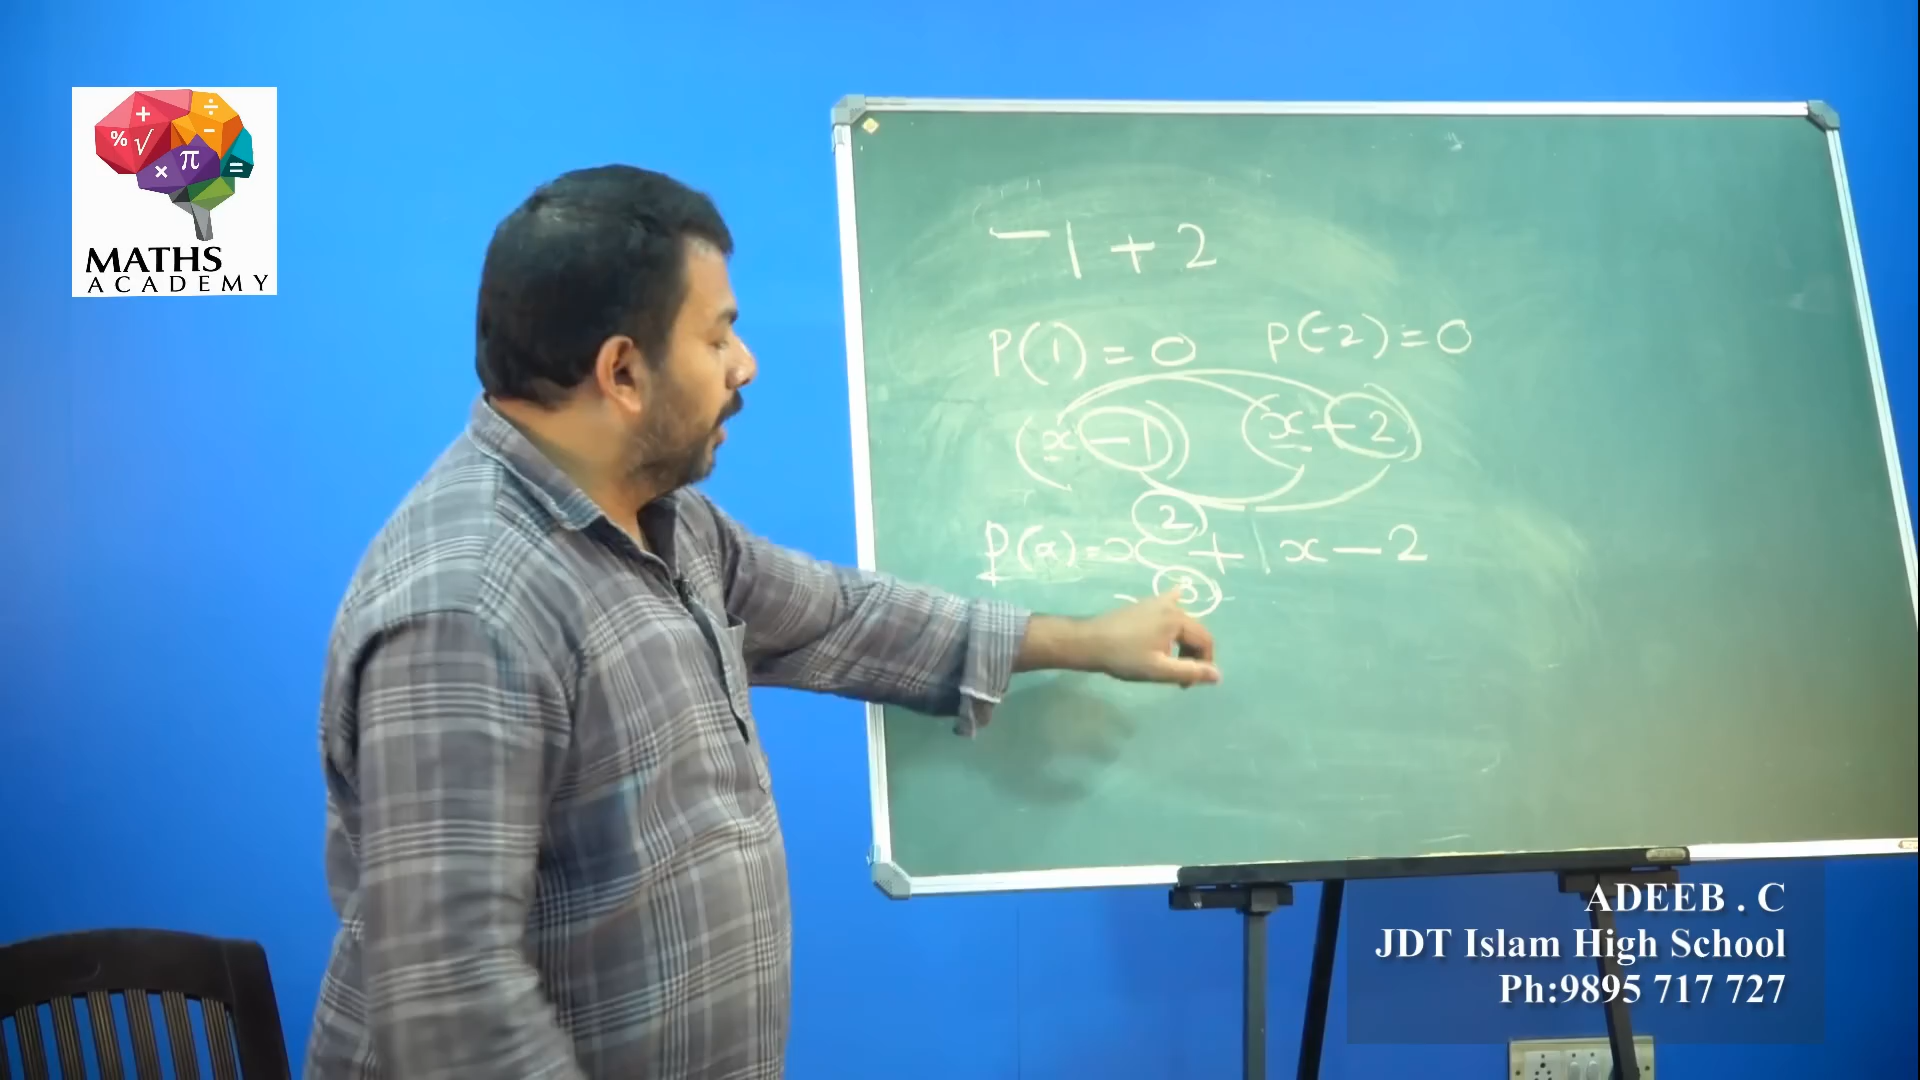 + ÷
% √ -
× π =
MATHS
ACADEMY
-1+2
P(1)=0 P(-2)=0
(x-1) (x+2)
P(x)=x² + 1x-2
3
ADEEB . C
JDT Islam High School
Ph:9895 717 727